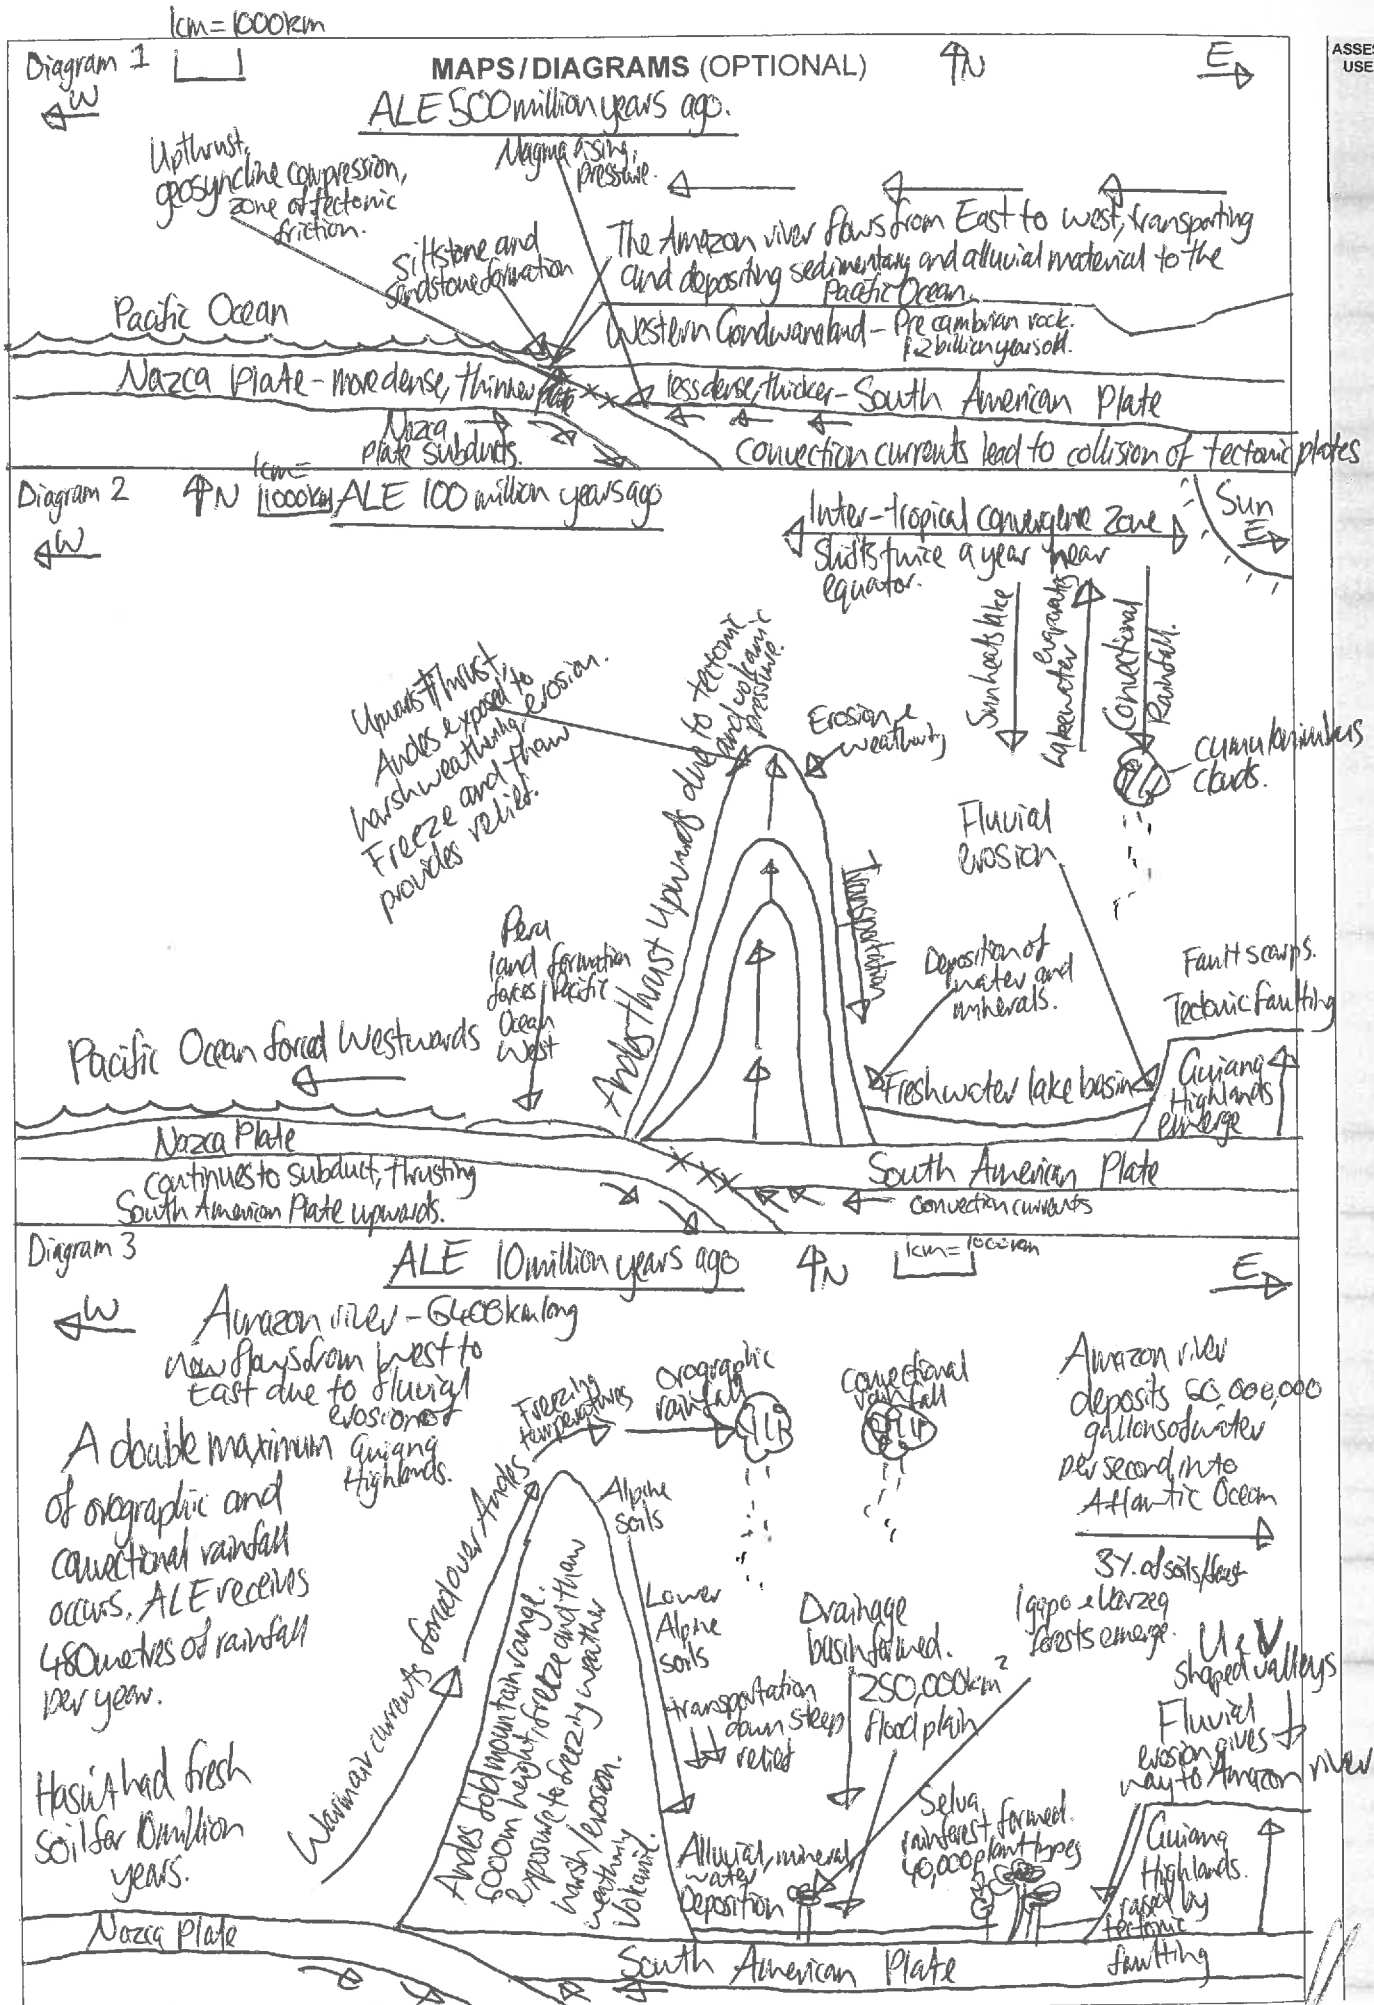 1cm=1000km
Diagram 1
MAPS/DIAGRAMS (OPTIONAL)
N
E
W
ASSE
USE
ALE 500 million years ago.
Upthrust,
geosyncline compression,
zone of tectonic
friction.
Magma rising,
pressure.
Siltstone and
sandstone formation
The Amazon river flows from East to west, transporting
and depositing sedimentary and alluvial material to the
Pacific Ocean.
Pacific Ocean
Western Gondwanaland - Pre cambrian rock.
1.2 billion years old.
Nazca Plate - more dense, thinner plate
less dense, thicker - South American Plate
Nazca
Plate subducts.
Convection currents lead to collision of tectonic plates
Diagram 2
N
1cm=
1000km
ALE 100 million years ago
W
Inter-tropical convergence zone
Shifts twice a year near
equator.
Sun
E
Sun heats lake
Lakewater evaporates
Convectional
Rainfall.
cumulonimbus
clouds.
Upwards Thrust,
Andes exposed to
harsh weathering, erosion.
Freeze and thaw
provides relief.
Andes thrust upwards due to tectonic
and volcanic
pressure.
Erosion &
weathering
Transportation
Fluvial
erosion
Deposition of
water and
minerals.
Fault scarps.
Tectonic faulting
Peru
land formation
forces Pacific
Ocean
West
Pacific Ocean forced Westwards
Freshwater lake basin
Guiang
Highlands
emerge
Nazca Plate
continues to subduct, thrusting
South American Plate upwards.
South American Plate
convection currents
Diagram 3
ALE 10 million years ago
N
1cm=1000km
E
W
Amazon river - 6408km long
now flows from West to
East due to fluvial
erosion of
Guiang
Highlands.
A double maximum
of orographic and
convectional rainfall
occurs. ALE receives
480metres of rainfall
per year.
Hasn't had fresh
soil for 10 million
years.
Warm air currents forced over Andes
Freezing
temperatures
Orographic
rainfall
Convectional
rainfall
Amazon river
deposits 60,000,000
gallons of water
per second, into
Atlantic Ocean
3% of soils/forest
Igapo & Varzea
forests emerge.
U & V
shaped valleys
Alpine
soils
Lower
Alpine
soils
transportation
down steep
relief
Drainage
basin formed.
250,000km²
flood plain
Fluvial
erosion gives
way to Amazon river
Andes fold mountain range.
5000m height, freeze and thaw
exposure to freezing weather
harsh/erosion.
weathering
Volcanic.
Alluvial, mineral,
water
Deposition
Selva
rainforest formed.
40,000 plant types
Guiang
Highlands.
raised by
tectonic
faulting
Nazca Plate
South American Plate